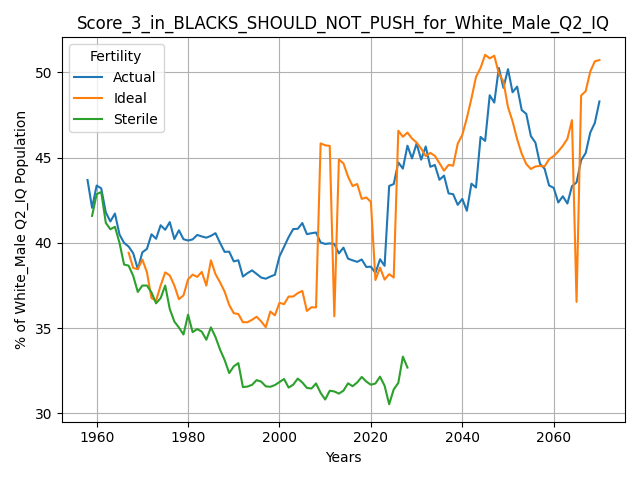 Score_3_in_BLACKS_SHOULD_NOT_PUSH_for_White_Male_Q2_IQ
Fertility
Actual
Ideal
Sterile
% of White_Male Q2_IQ Population
50
45
40
35
30
1960
1980
2000
2020
2040
2060
Years